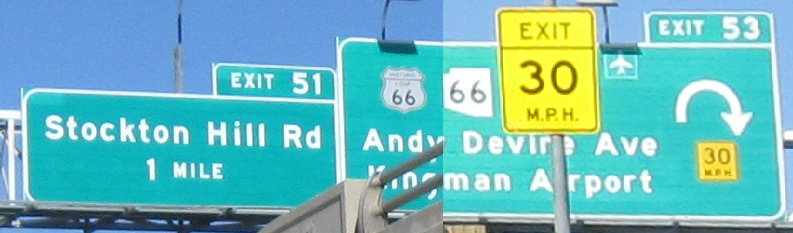 EXIT 51
Stockton Hill Rd
1 MILE
HISTORIC
66
66
EXIT 53
Andy Devine Ave
Kingman Airport
30
M.P.H.
EXIT
30
M.P.H.